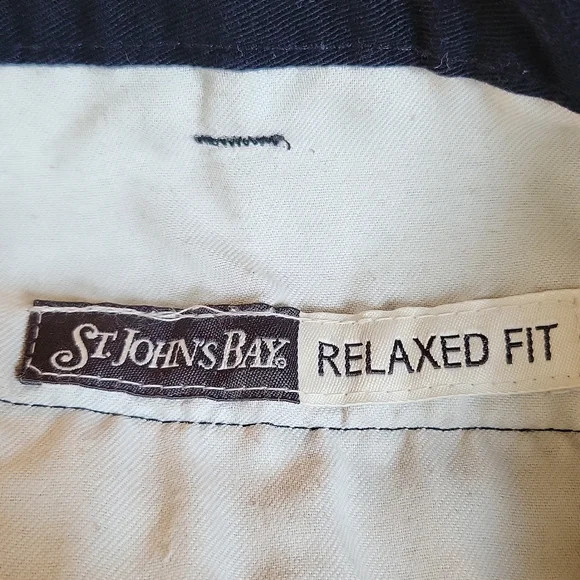 ST. JOHN'S BAY® RELAXED FIT